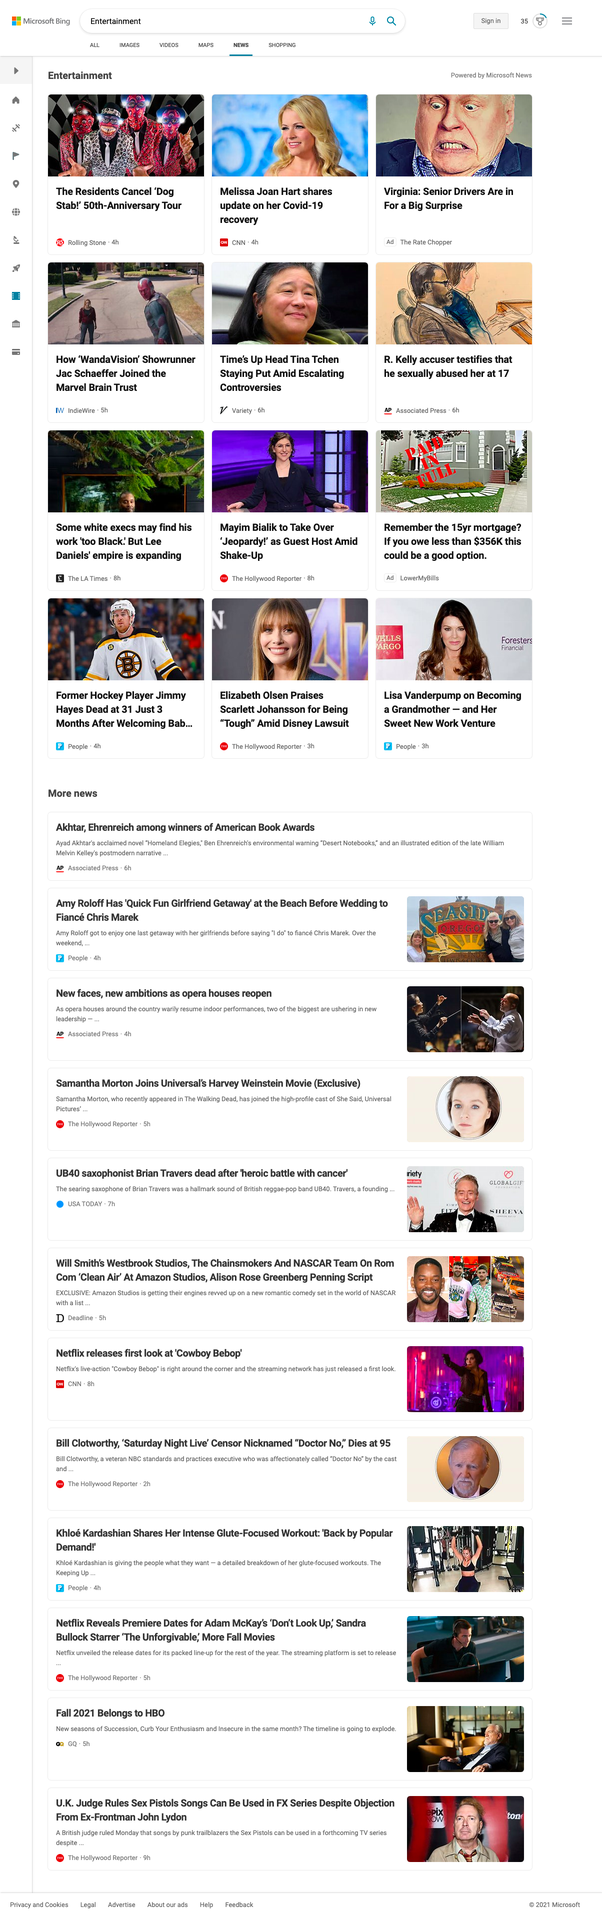 Microsoft Bing
Entertainment
Sign in
35
ALL IMAGES VIDEOS MAPS NEWS SHOPPING
Entertainment
Powered by Microsoft News
The Residents Cancel 'Dog
Stab!' 50th-Anniversary Tour
Rolling Stone · 4h
Melissa Joan Hart shares
update on her Covid-19
recovery
CNN · 4h
Virginia: Senior Drivers Are in
For a Big Surprise
Ad The Rate Chopper
How 'WandaVision' Showrunner
Jac Schaeffer Joined the
Marvel Brain Trust
IndieWire · 5h
Time's Up Head Tina Tchen
Staying Put Amid Escalating
Controversies
Variety · 6h
R. Kelly accuser testifies that
he sexually abused her at 17
Associated Press · 6h
PAID
IN
FULL
Some white execs may find his
work 'too Black.' But Lee
Daniels' empire is expanding
The LA Times · 8h
Mayim Bialik to Take Over
'Jeopardy!' as Guest Host Amid
Shake-Up
The Hollywood Reporter · 8h
Remember the 15yr mortgage?
If you owe less than $356K this
could be a good option.
Ad LowerMyBills
WELLS
FARGO
Foresters
Financial
Former Hockey Player Jimmy
Hayes Dead at 31 Just 3
Months After Welcoming Bab...
People · 4h
Elizabeth Olsen Praises
Scarlett Johansson for Being
"Tough" Amid Disney Lawsuit
The Hollywood Reporter · 3h
Lisa Vanderpump on Becoming
a Grandmother — and Her
Sweet New Work Venture
People · 3h
More news
Akhtar, Ehrenreich among winners of American Book Awards
Ayad Akhtar's acclaimed novel "Homeland Elegies," Ben Ehrenreich's environmental warning "Desert Notebooks," and an illustrated edition of the late William
Melvin Kelley's postmodern narrative ...
AP Associated Press · 6h
Amy Roloff Has 'Quick Fun Girlfriend Getaway' at the Beach Before Wedding to
Fiancé Chris Marek
Amy Roloff got to enjoy one last getaway with her girlfriends before saying "I do" to fiancé Chris Marek. Over the
weekend, ...
People · 4h
New faces, new ambitions as opera houses reopen
As opera houses around the country warily resume indoor performances, two of the biggest are ushering in new
leadership — ...
AP Associated Press · 4h
Samantha Morton Joins Universal's Harvey Weinstein Movie (Exclusive)
Samantha Morton, who recently appeared in The Walking Dead, has joined the high-profile cast of She Said, Universal
Pictures' ...
The Hollywood Reporter · 5h
UB40 saxophonist Brian Travers dead after 'heroic battle with cancer'
The searing saxophone of Brian Travers was a hallmark sound of British reggae-pop band UB40. Travers, a founding ...
USA TODAY · 7h
Will Smith's Westbrook Studios, The Chainsmokers And NASCAR Team On Rom
Com 'Clean Air' At Amazon Studios, Alison Rose Greenberg Penning Script
EXCLUSIVE: Amazon Studios is getting their engines revved up on a new romantic comedy set in the world of NASCAR
with a list ...
Deadline · 5h
Netflix releases first look at 'Cowboy Bebop'
Netflix's live-action "Cowboy Bebop" is right around the corner and the streaming network has just released a first look.
CNN · 8h
Bill Clotworthy, 'Saturday Night Live' Censor Nicknamed "Doctor No," Dies at 95
Bill Clotworthy, a veteran NBC standards and practices executive who was affectionately called "Doctor No" by the cast
and ...
The Hollywood Reporter · 2h
Khloé Kardashian Shares Her Intense Glute-Focused Workout: 'Back by Popular
Demand!'
Khloé Kardashian is giving the people what they want — a detailed breakdown of her glute-focused workouts. The
Keeping Up ...
People · 4h
Netflix Reveals Premiere Dates for Adam McKay's 'Don't Look Up,' Sandra
Bullock Starrer 'The Unforgivable,' More Fall Movies
Netflix unveiled the release dates for its packed line-up for the rest of the year. The streaming platform is set to release
...
The Hollywood Reporter · 5h
Fall 2021 Belongs to HBO
New seasons of Succession, Curb Your Enthusiasm and Insecure in the same month? The timeline is going to explode.
GQ · 5h
U.K. Judge Rules Sex Pistols Songs Can Be Used in FX Series Despite Objection
From Ex-Frontman John Lydon
A British judge ruled Monday that songs by punk trailblazers the Sex Pistols can be used in a forthcoming TV series
despite ...
The Hollywood Reporter · 9h
Privacy and Cookies Legal Advertise About our ads Help Feedback
© 2021 Microsoft